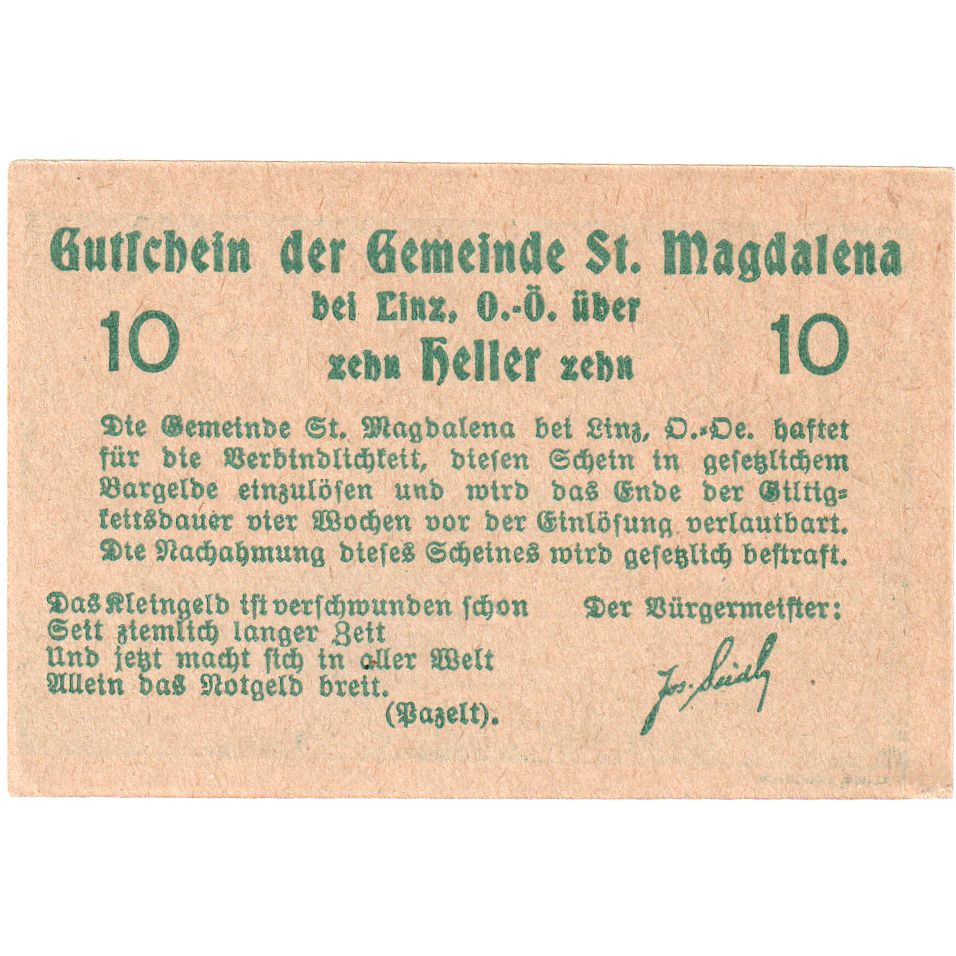 Gutschein der Gemeinde St. Magdalena
bei Linz, O.-Ö. über
10 zehn Heller zehn 10
Die Gemeinde St. Magdalena bei Linz, O.-Oe. haftet
für die Verbindlichkeit, diesen Schein in gesetzlichem
Bargelde einzulösen und wird das Ende der Giltig=
keitsdauer vier Wochen vor der Einlösung verlautbart.
Die Nachahmung dieses Scheines wird gesetzlich bestraft.
Das Kleingeld ist verschwunden schon
Seit ziemlich langer Zeit
Und jetzt macht sich in aller Welt
Allein das Notgeld breit.
(Pazelt).
Der Bürgermeister:
Jos.